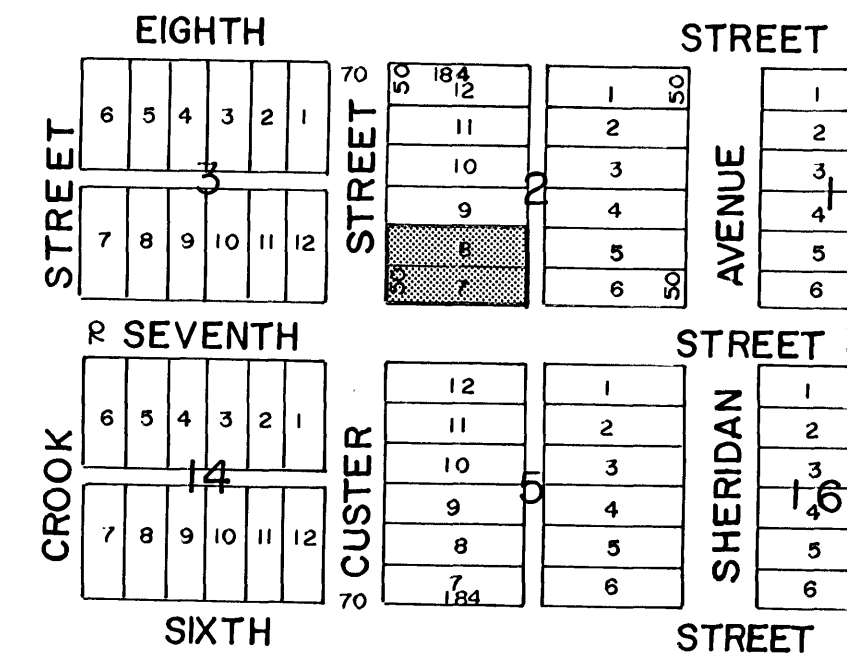 EIGHTH STREET
70 50 184
6 5 4 3 2 1 12 1 50 1
11 2 2
10 3 3
3 2 1
7 8 9 10 11 12 9 4 4
8 5 5
50 7 6 50 6
STREET STREET AVENUE
R SEVENTH STREET
6 5 4 3 2 1 12 1 1
11 2 2
10 3 3
14 5 16
7 8 9 10 11 12 9 4 4
8 5 5
7 6 6
70 184
CROOK CUSTER SHERIDAN
SIXTH STREET